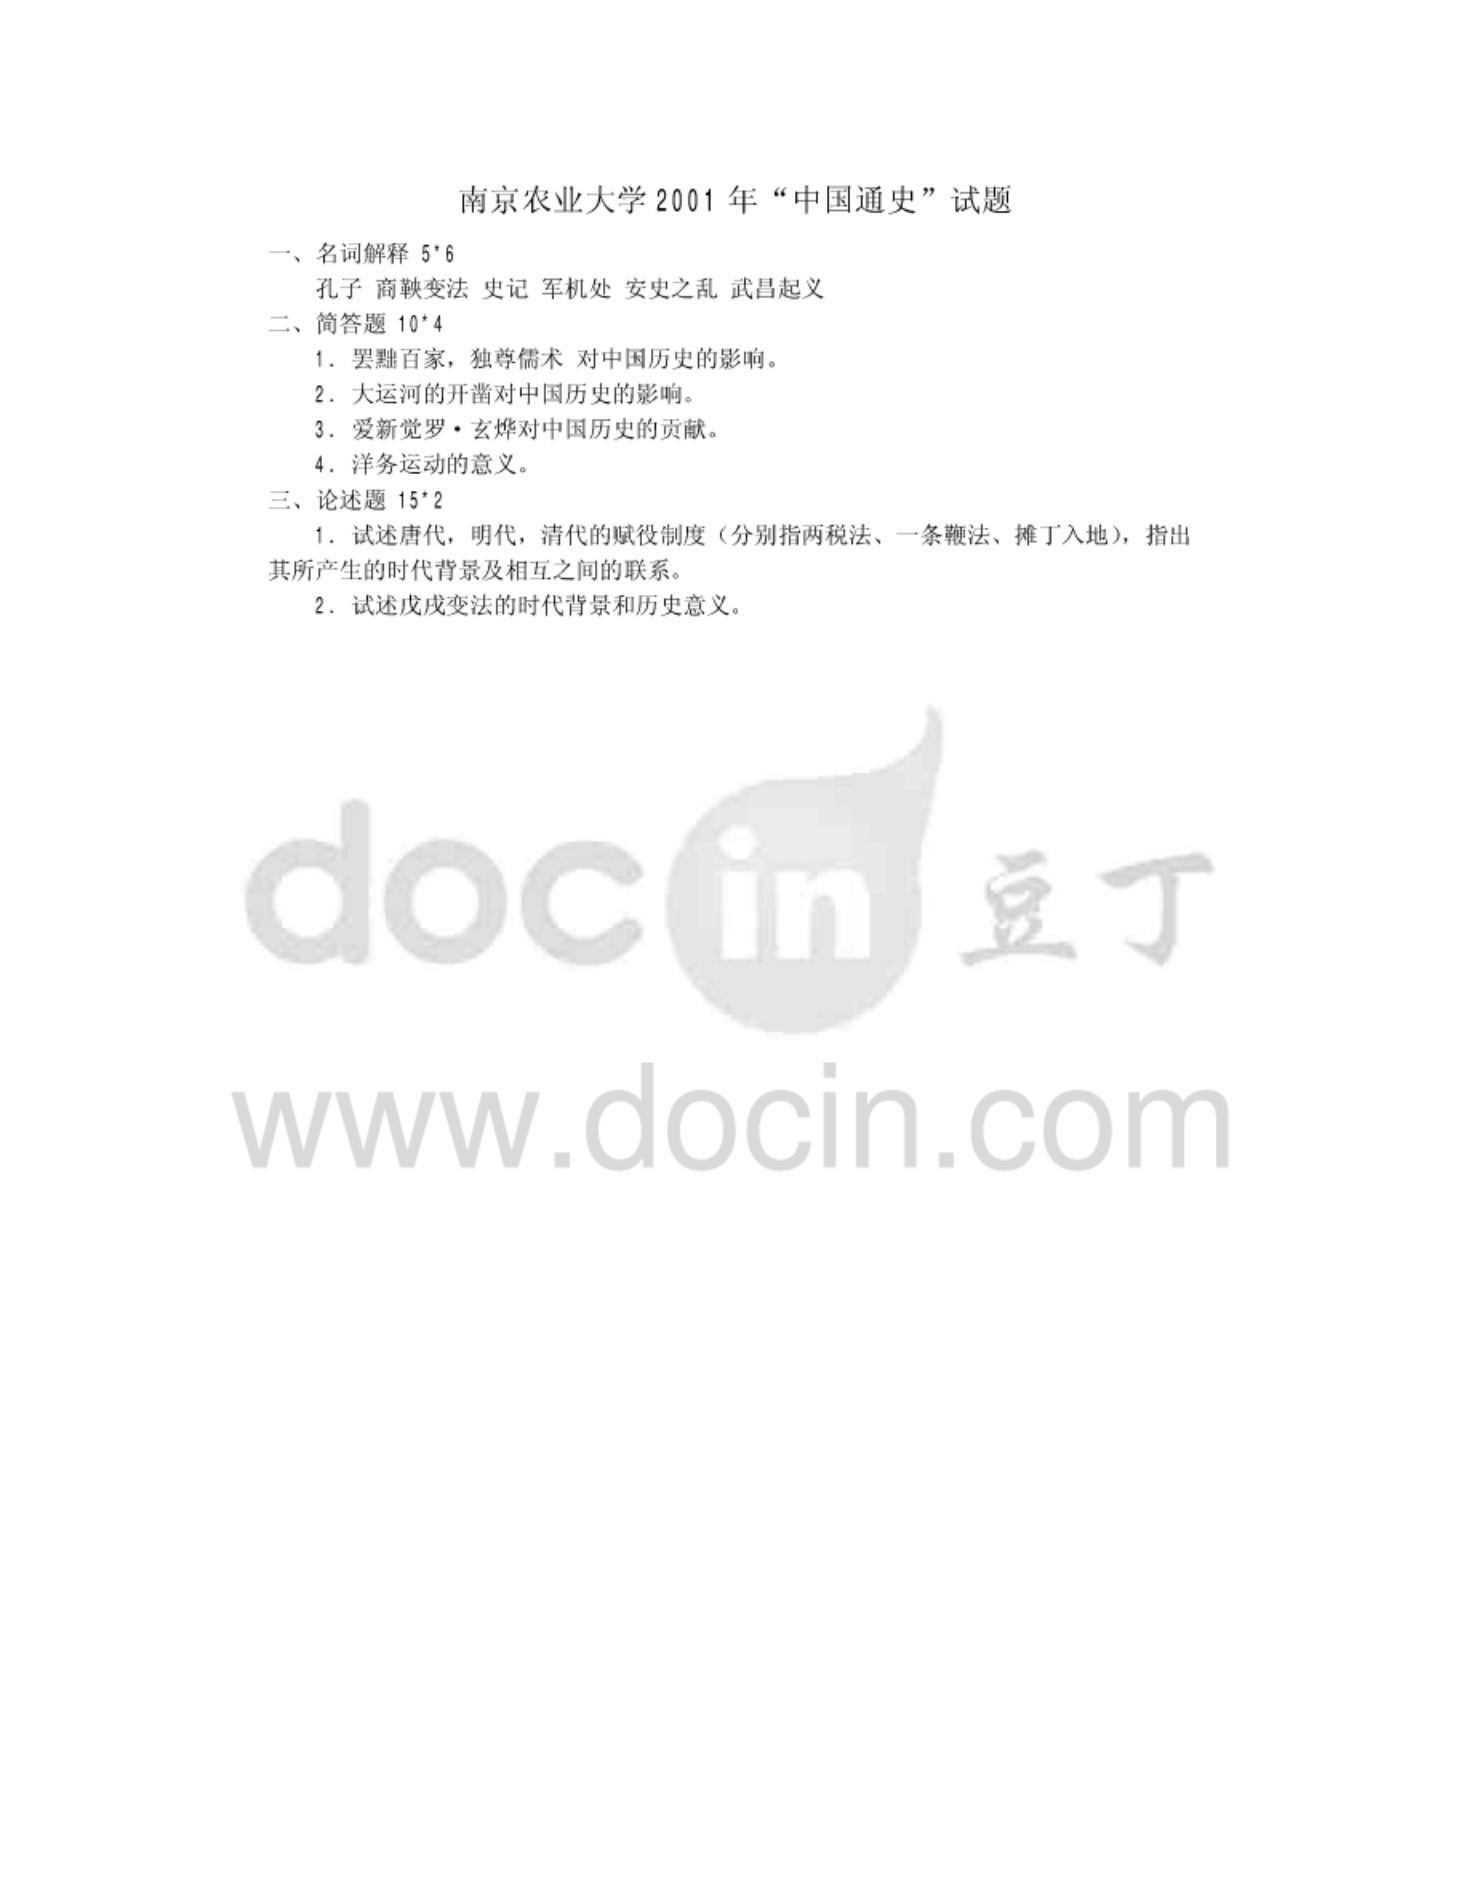 南京农业大学2001 年“中国通史”试题
一、名词解释 5*6
孔子 商鞅变法 史记 军机处 安史之乱 武昌起义
二、简答题 10*4
1. 罢黜百家，独尊儒术 对中国历史的影响。
2. 大运河的开凿对中国历史的影响。
3. 爱新觉罗·玄烨对中国历史的贡献。
4. 洋务运动的意义。
三、论述题 15*2
1. 试述唐代，明代，清代的赋役制度（分别指两税法、一条鞭法、摊丁入地），指出
其所产生的时代背景及相互之间的联系。
2. 试述戊戌变法的时代背景和历史意义。
docin 豆丁
www.docin.com